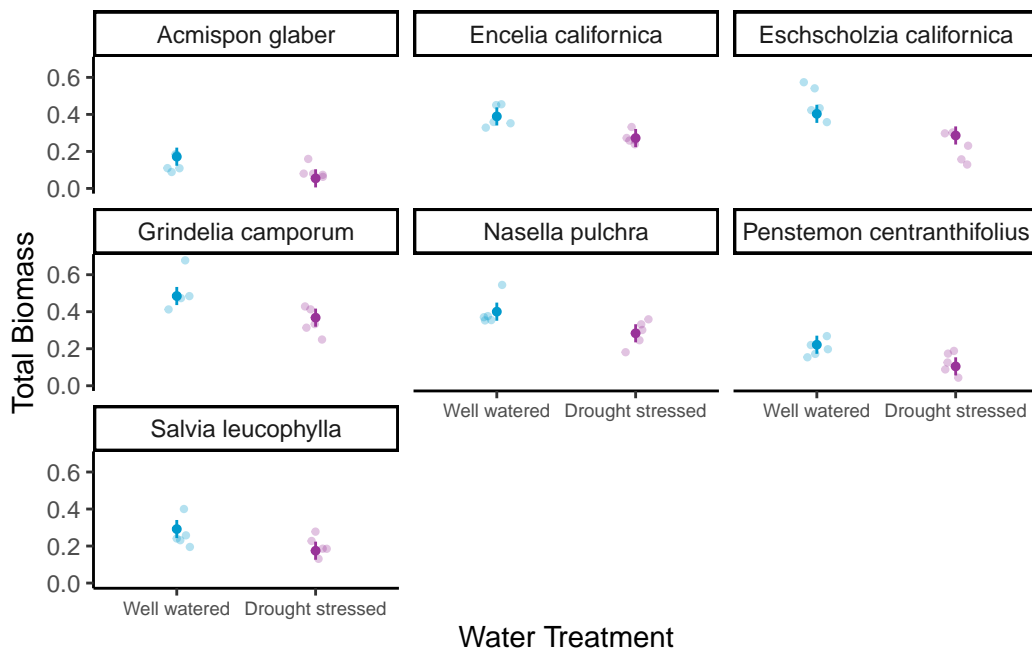 Acmispon glaber
Encelia californica
Eschscholzia californica
0.6
0.4
0.2
0.0
Grindelia camporum
Nasella pulchra
Penstemon centranthifolius
0.6
0.4
0.2
0.0
Well watered
Drought stressed
Well watered
Drought stressed
Salvia leucophylla
0.6
0.4
0.2
0.0
Well watered
Drought stressed
Total Biomass
Water Treatment